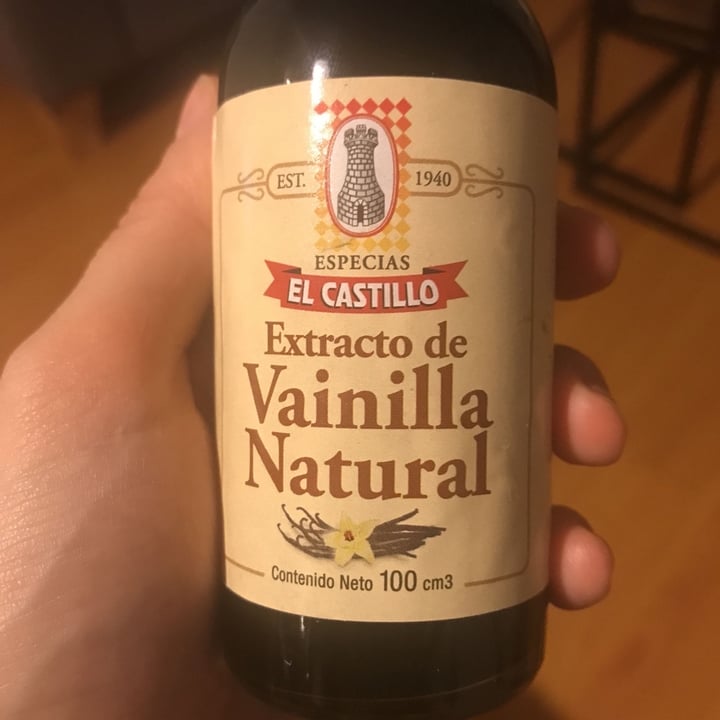 EST. 1940
ESPECIAS
EL CASTILLO
Extracto de
Vainilla
Natural
Contenido Neto 100 cm3